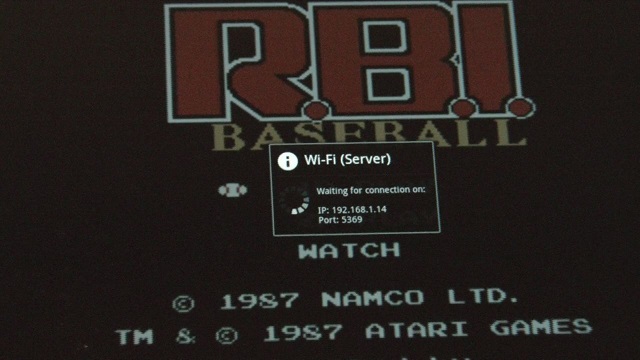 R.B.I.
BASEBALL
Wi-Fi (Server)
Waiting for connection on:
IP: 192.168.1.14
Port: 5369
WATCH
© 1987 NAMCO LTD.
TM & © 1987 ATARI GAMES